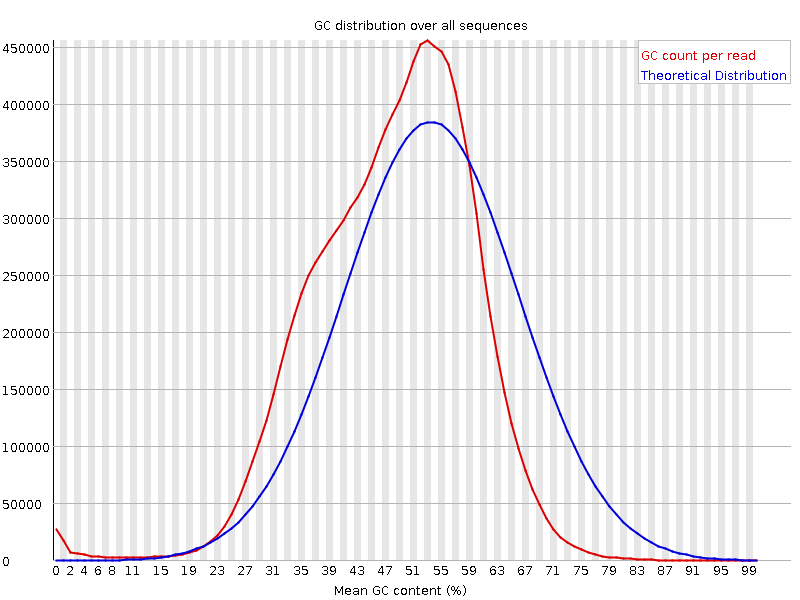 GC distribution over all sequences
GC count per read
Theoretical Distribution
450000
400000
350000
300000
250000
200000
150000
100000
50000
0
0 2 4 6 8 11 15 19 23 27 31 35 39 43 47 51 55 59 63 67 71 75 79 83 87 91 95 99
Mean GC content (%)